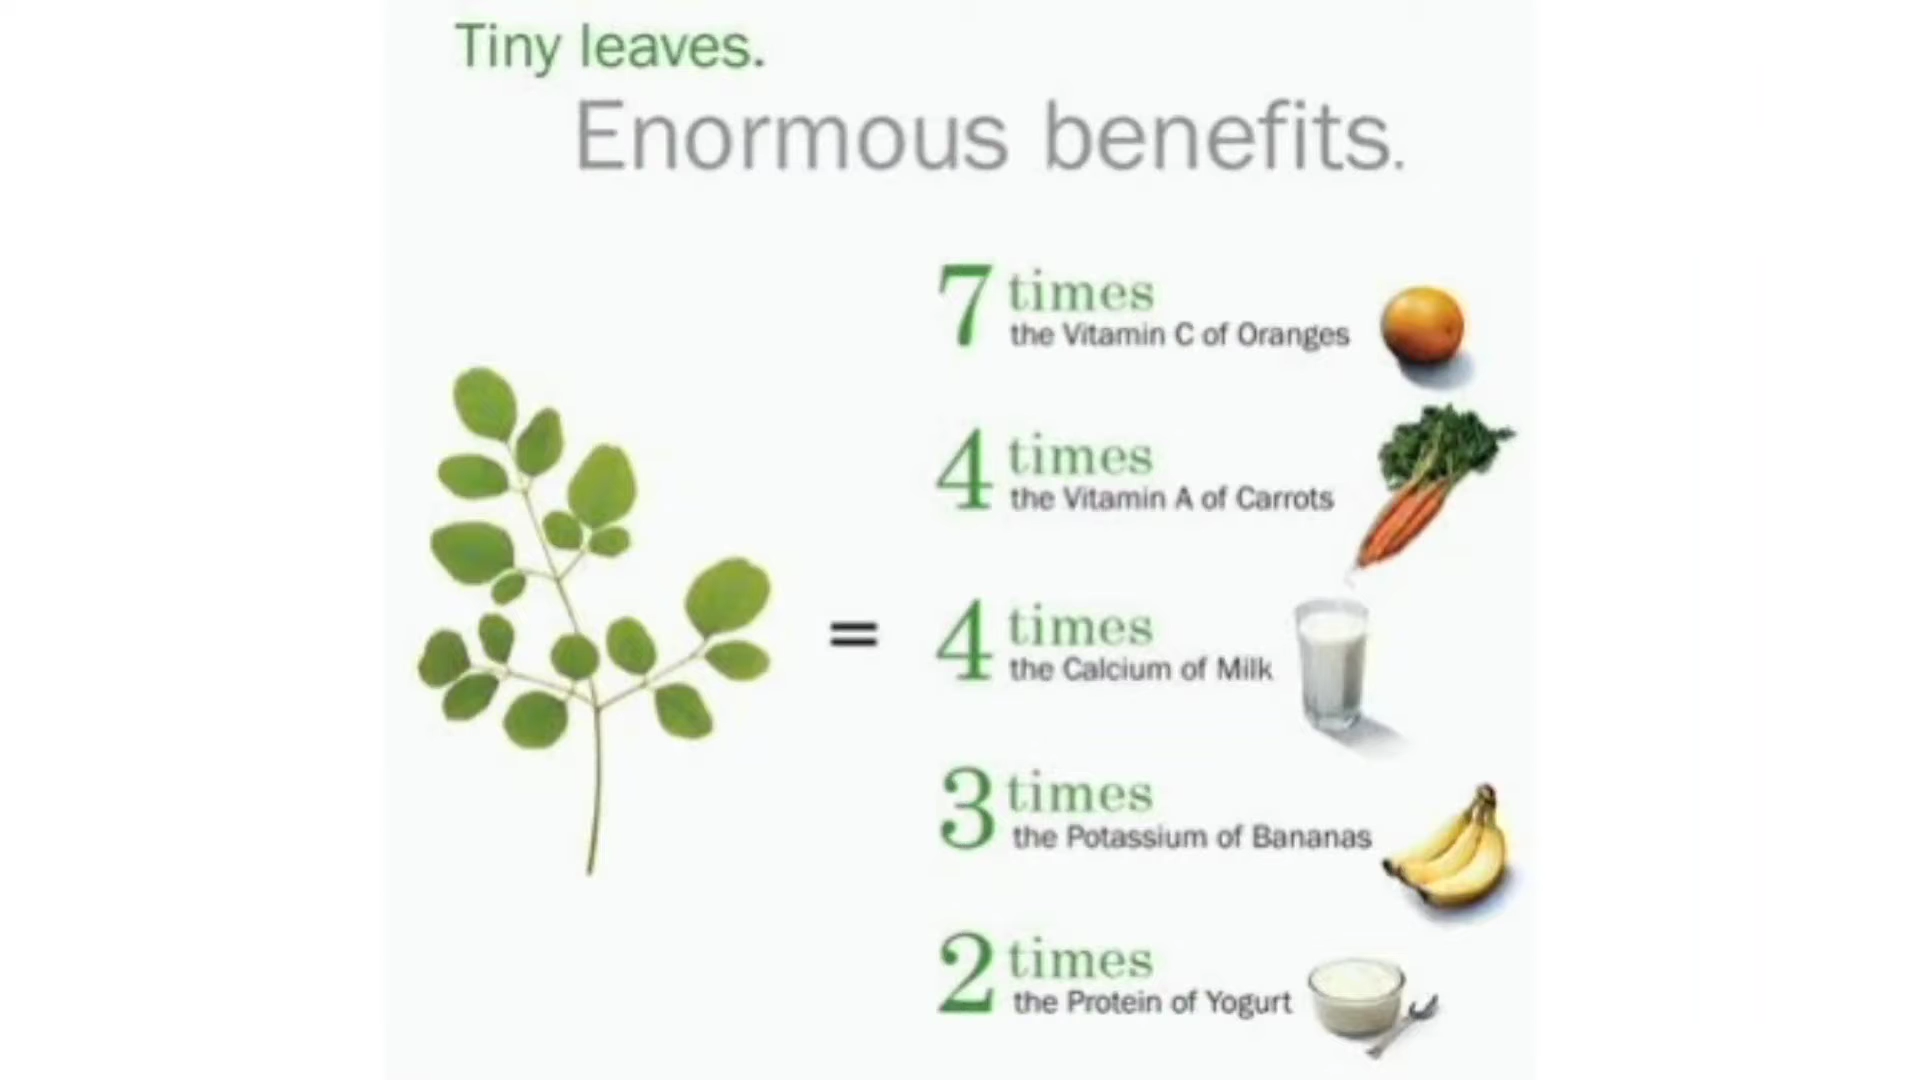 Tiny leaves.
Enormous benefits.
7 times
the Vitamin C of Oranges
4 times
the Vitamin A of Carrots
=
4 times
the Calcium of Milk
3 times
the Potassium of Bananas
2 times
the Protein of Yogurt